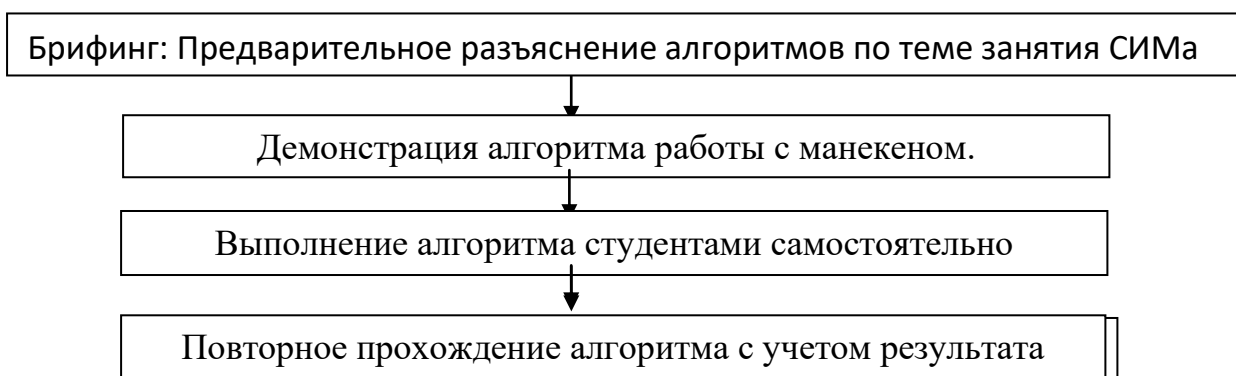 Брифинг: Предварительное разъяснение алгоритмов по теме занятия СИМа
Демонстрация алгоритма работы с манекеном.
Выполнение алгоритма студентами самостоятельно
Повторное прохождение алгоритма с учетом результата